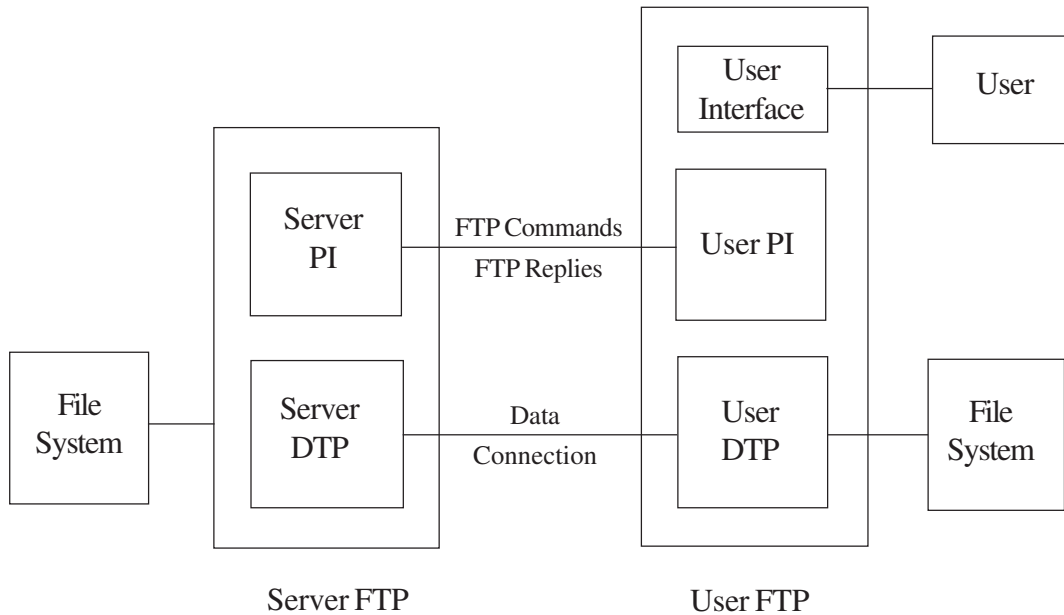 User
Interface
User
Server
PI
FTP Commands
FTP Replies
User PI
File
System
Server
DTP
Data
Connection
User
DTP
File
System
Server FTP
User FTP